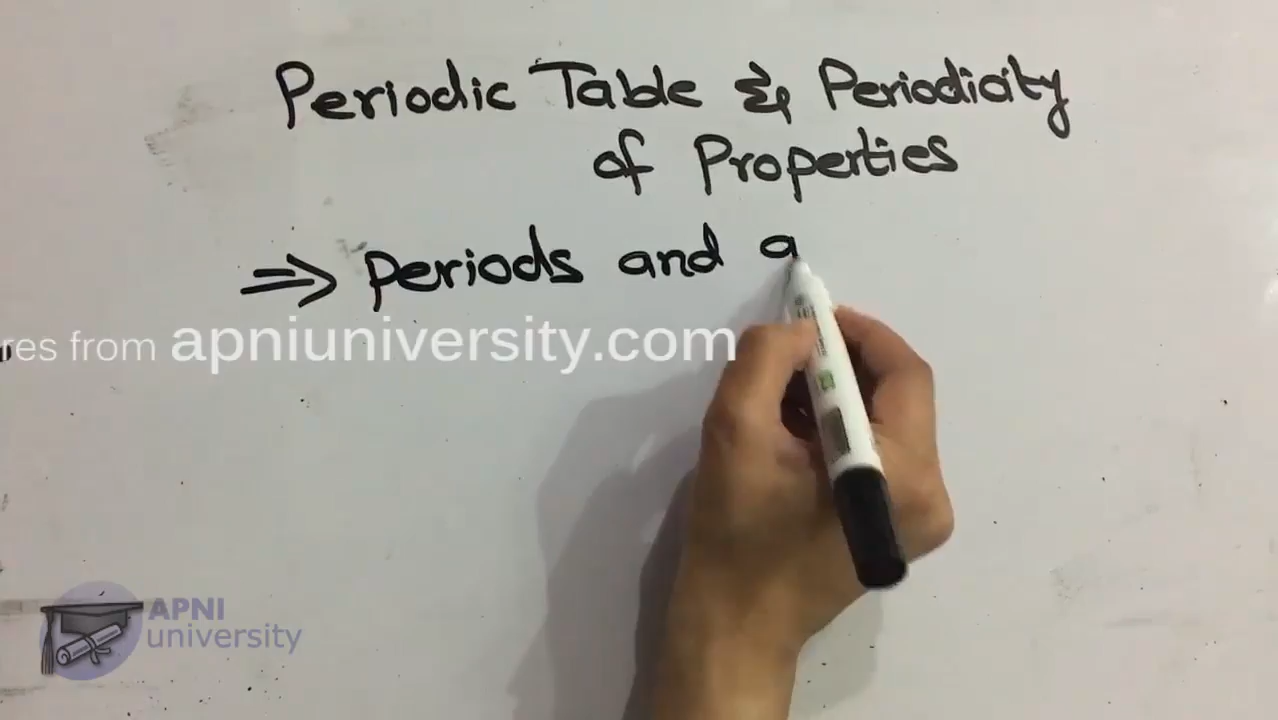 Periodic Table & Periodicity
of Properties
⇒ Periods and
res from apniuniversity.com
APNI
university